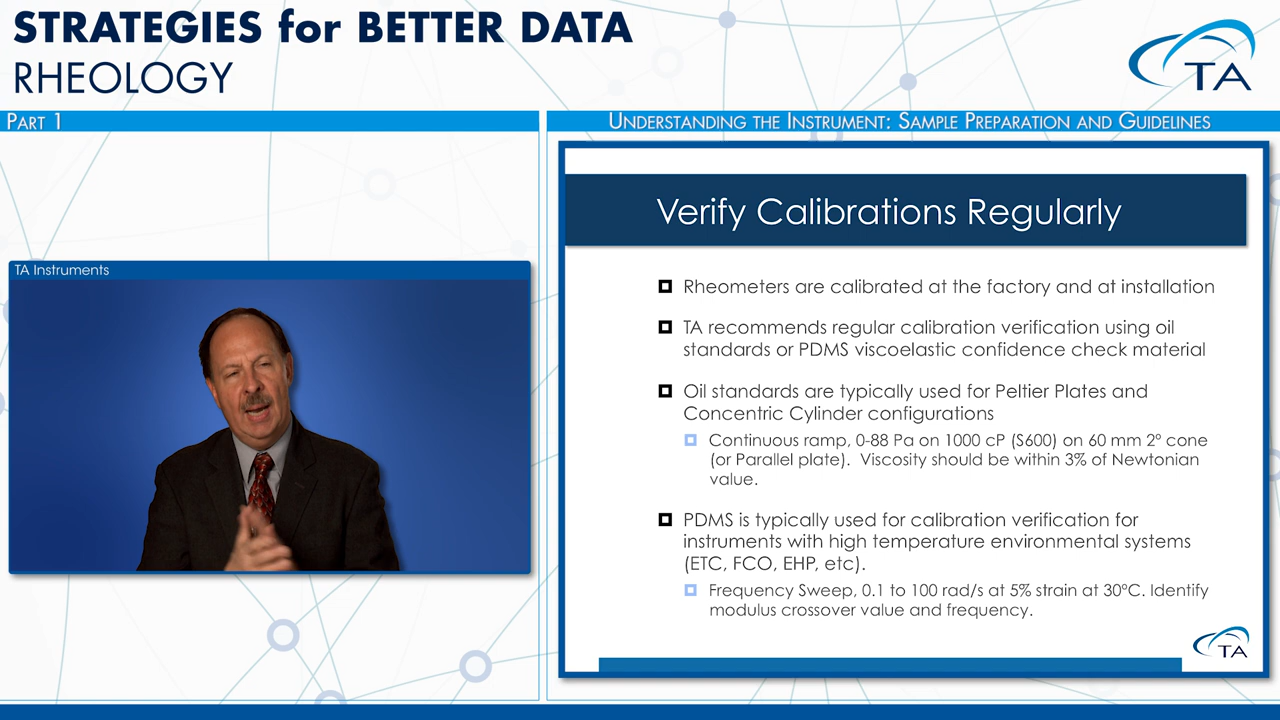 STRATEGIES for BETTER DATA
RHEOLOGY
TA
PART 1
UNDERSTANDING THE INSTRUMENT: SAMPLE PREPARATION AND GUIDELINES
TA Instruments
Verify Calibrations Regularly
Rheometers are calibrated at the factory and at installation
TA recommends regular calibration verification using oil
standards or PDMS viscoelastic confidence check material
Oil standards are typically used for Peltier Plates and
Concentric Cylinder configurations
Continuous ramp, 0-88 Pa on 1000 cP (S600) on 60 mm 2º cone
(or Parallel plate). Viscosity should be within 3% of Newtonian
value.
PDMS is typically used for calibration verification for
instruments with high temperature environmental systems
(ETC, FCO, EHP, etc).
Frequency Sweep, 0.1 to 100 rad/s at 5% strain at 30ºC. Identify
modulus crossover value and frequency.
TA